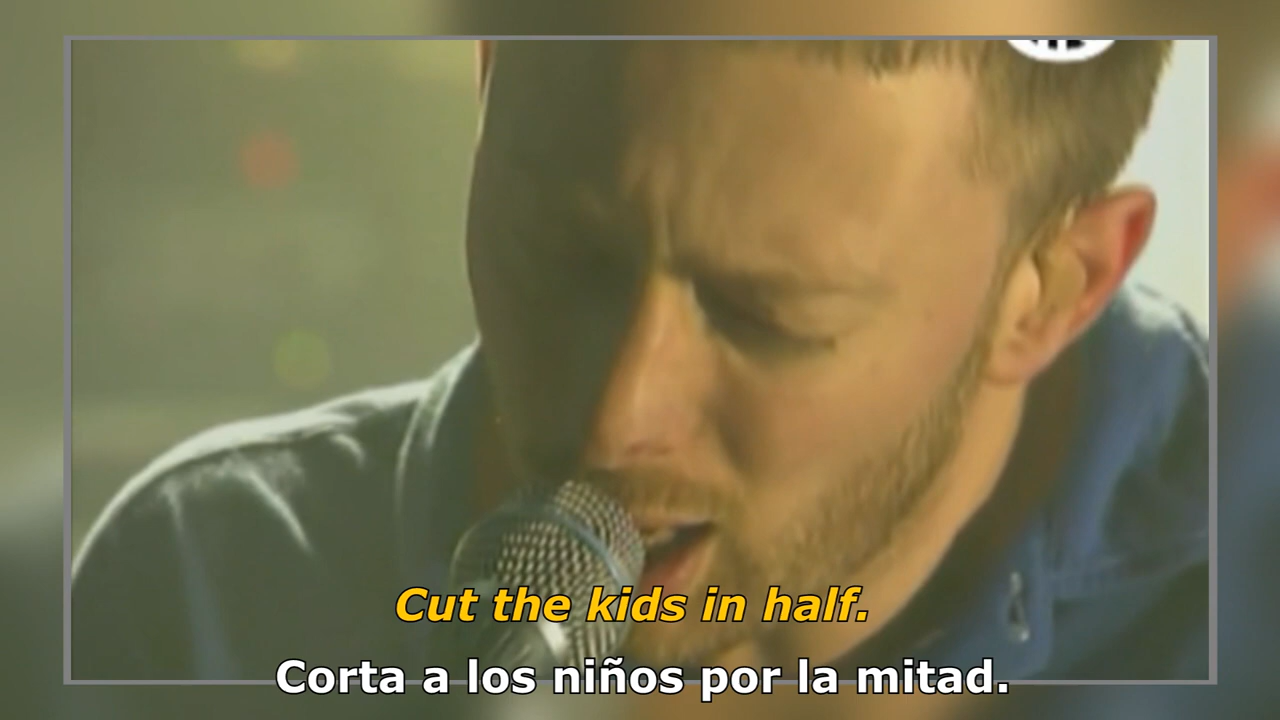 Cut the kids in half.
Corta a los niños por la mitad.